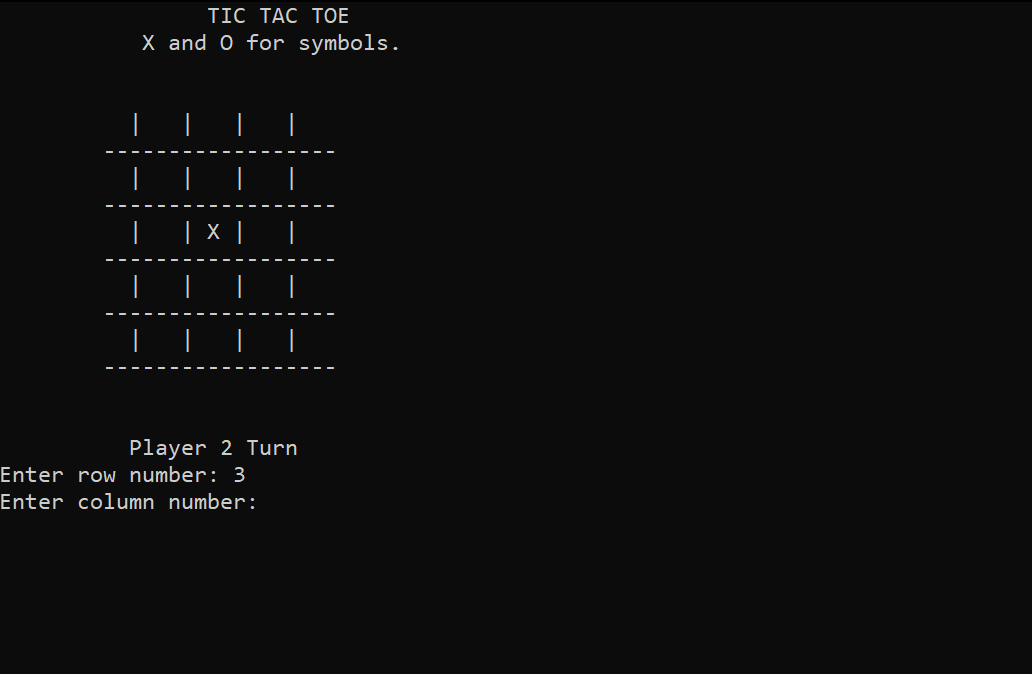 TIC TAC TOE
X and O for symbols.
|   |   |   |
------------------
|   |   |   |
------------------
|   | X |   |
------------------
|   |   |   |
------------------
|   |   |   |
------------------
Player 2 Turn
Enter row number: 3
Enter column number: